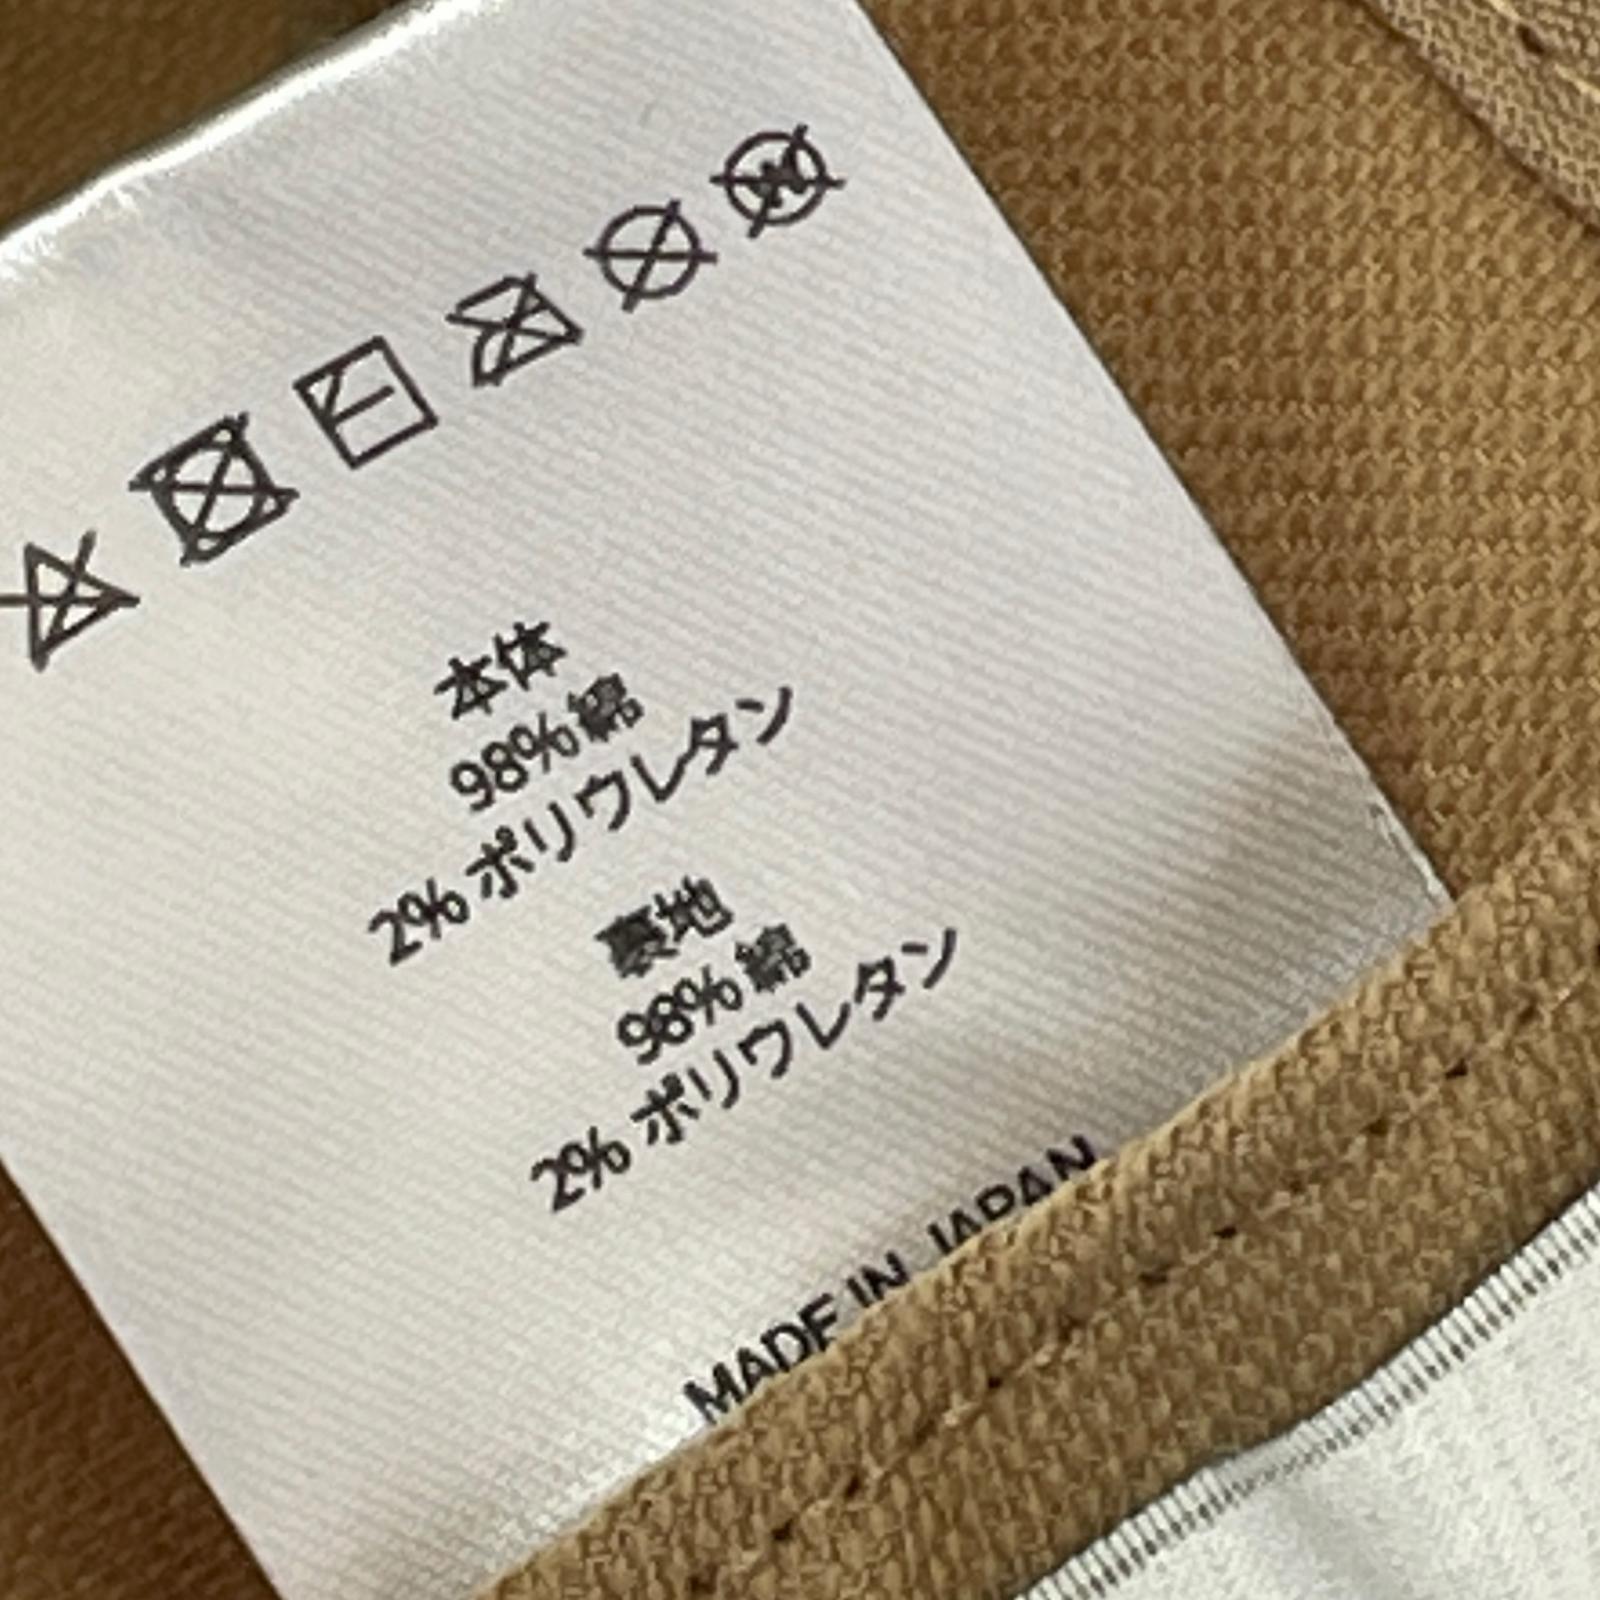 本体
98% 綿
2% ポリウレタン
裏地
98% 綿
2% ポリウレタン
MADE IN JAPAN